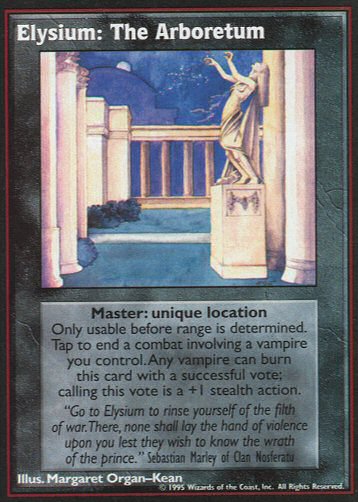 Elysium: The Arboretum
Master: unique location
Only usable before range is determined.
Tap to end a combat involving a vampire
you control. Any vampire can burn
this card with a successful vote;
calling this vote is a +1 stealth action.
"Go to Elysium to rinse yourself of the filth
of war. There, none shall lay the hand of violence
upon you lest they wish to know the wrath
of the prince." Sebastian Marley of Clan Nosferatu
Illus. Margaret Organ–Kean
© 1995 Wizards of the Coast, Inc. All Rights Reserved.